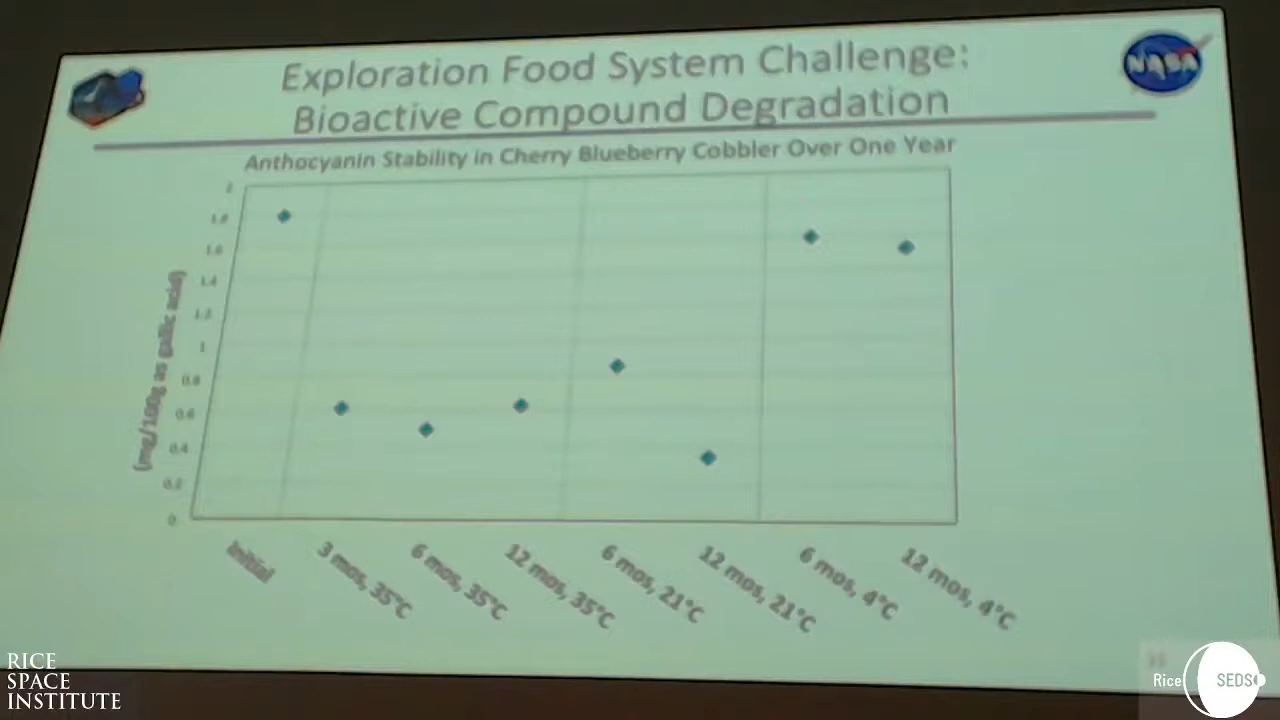 Exploration Food System Challenge:
Bioactive Compound Degradation
NASA
Anthocyanin Stability in Cherry Blueberry Cobbler Over One Year
(mg/100g as gallic acid)
2
1.8
1.6
1.4
1.2
1
0.8
0.6
0.4
0.2
0
Initial
3 mos, 35°C
6 mos, 35°C
12 mos, 35°C
6 mos, 21°C
12 mos, 21°C
6 mos, 4°C
12 mos, 4°C
RICE
SPACE
INSTITUTE
Rice SEDS